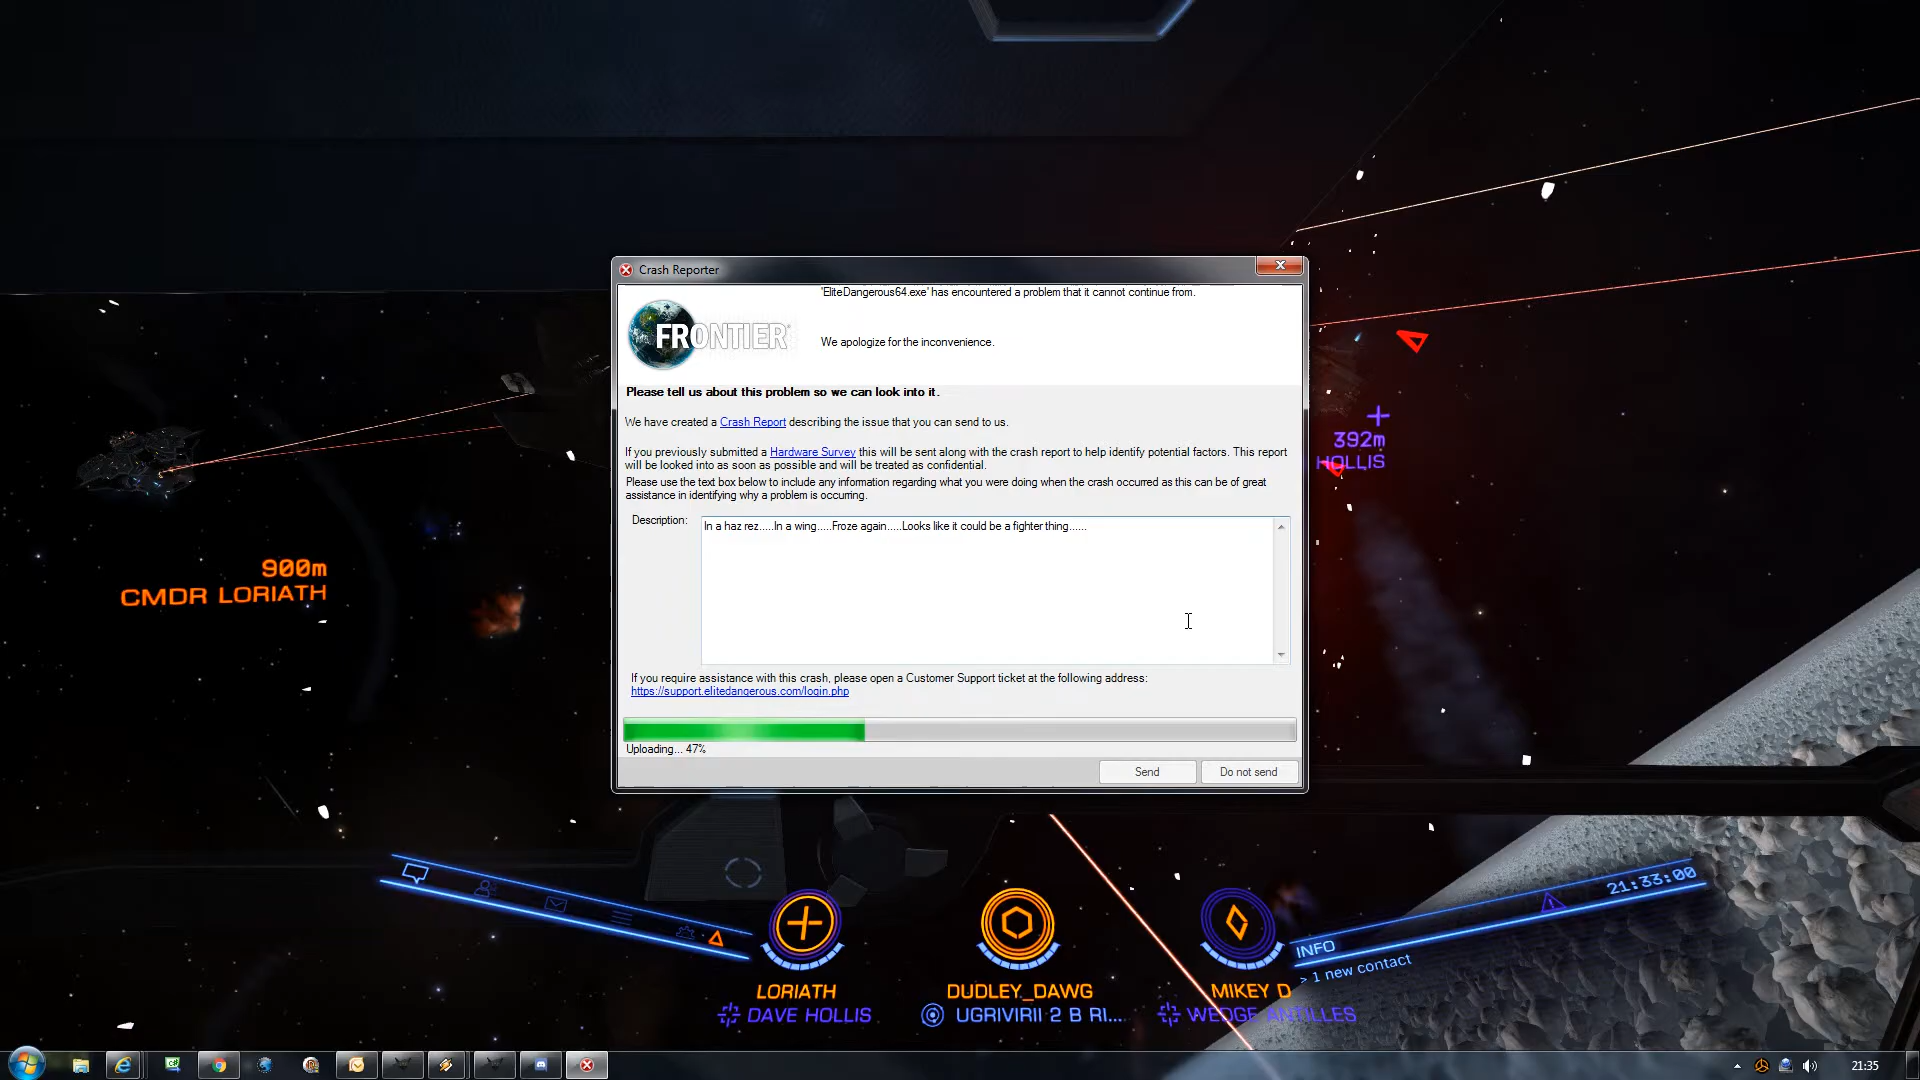 Crash Reporter
'EliteDangerous64.exe' has encountered a problem that it cannot continue from.
FRONTIER
We apologize for the inconvenience.
Please tell us about this problem so we can look into it.
We have created a Crash Report describing the issue that you can send to us.
If you previously submitted a Hardware Survey this will be sent along with the crash report to help identify potential factors. This report
will be looked into as soon as possible and will be treated as confidential.
Please use the text box below to include any information regarding what you were doing when the crash occurred as this can be of great
assistance in identifying why a problem is occurring.
Description:
In a haz rez.....In a wing.....Froze again.....Looks like it could be a fighter thing......
If you require assistance with this crash, please open a Customer Support ticket at the following address:
https://support.elitedangerous.com/login.php
Uploading... 47%
Send
Do not send
392m
HOLLIS
900m
CMDR LORIATH
21:33:00
INFO
> 1 new contact
LORIATH
DAVE HOLLIS
DUDLEY_DAWG
UGRIVIRII 2 B RI...
MIKEY D
WEDGE ANTILLES
21:35